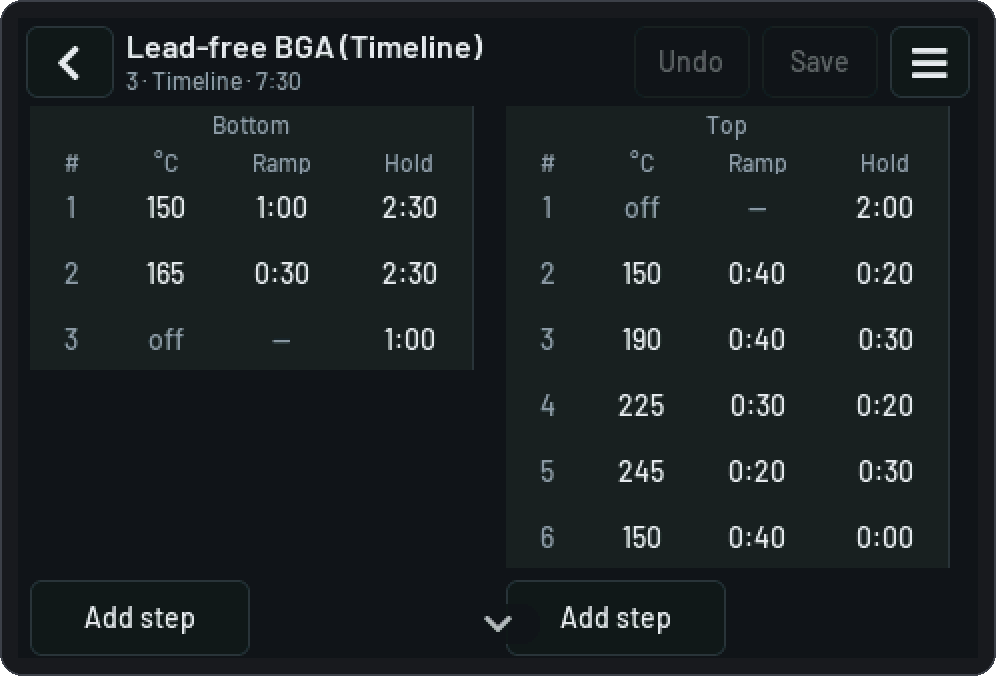 Lead-free BGA (Timeline)
3 · Timeline · 7:30
Undo
Save
Bottom
# °C Ramp Hold
1 150 1:00 2:30
2 165 0:30 2:30
3 off — 1:00
Add step
Top
# °C Ramp Hold
1 off — 2:00
2 150 0:40 0:20
3 190 0:40 0:30
4 225 0:30 0:20
5 245 0:20 0:30
6 150 0:40 0:00
Add step